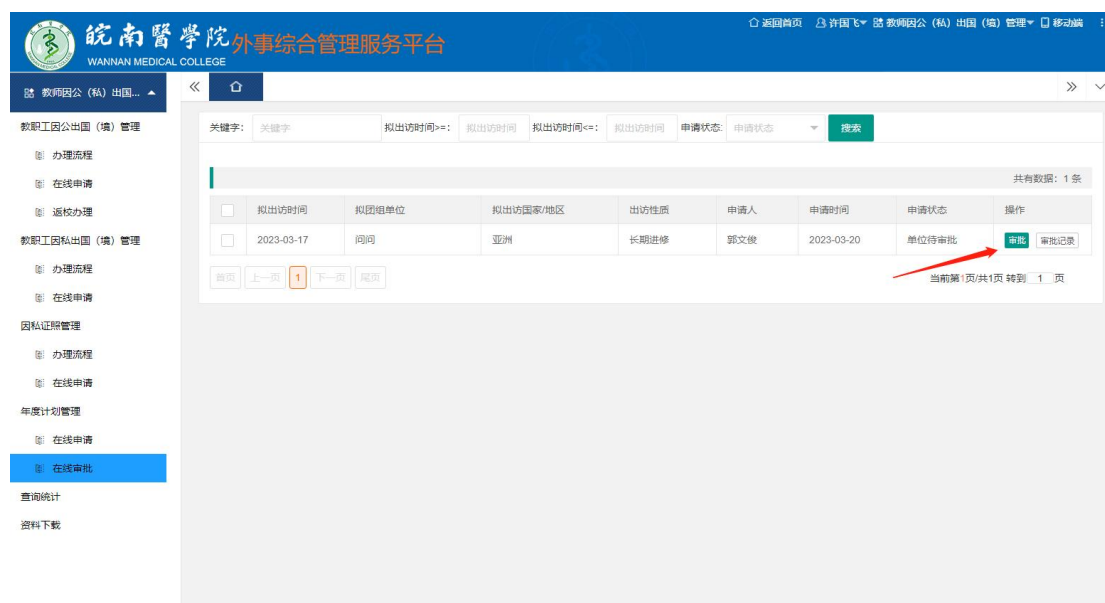 皖南醫學院外事综合管理服务平台
WANNAN MEDICAL COLLEGE
返回首页 许国飞 教师因公（私）出国（境）管理 移动端
教师因公（私）出国...
教职工因公出国（境）管理
办理流程
在线申请
返校办理
教职工因私出国（境）管理
办理流程
在线申请
因私证照管理
办理流程
在线申请
年度计划管理
在线申请
在线审批
查询统计
资料下载
关键字： 关键字 拟出访时间>=： 拟出访时间 拟出访时间<=： 拟出访时间 申请状态： 申请状态 搜索
共有数据：1 条
拟出访时间 拟团组单位 拟出访国家/地区 出访性质 申请人 申请时间 申请状态 操作
2023-03-17 问问 亚洲 长期进修 郭文俊 2023-03-20 单位待审批 审批 审批记录
首页 上一页 1 下一页 尾页 当前第1页/共1页 转到 1 页